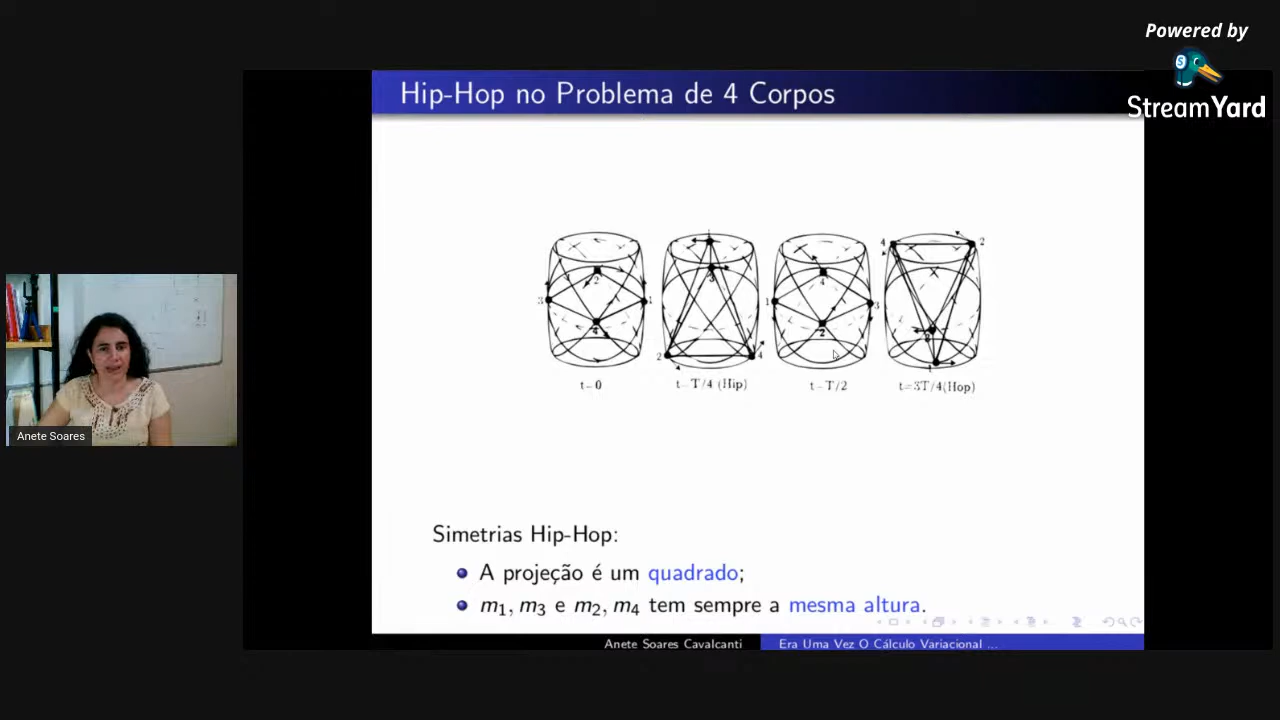 Powered by
StreamYard
Hip-Hop no Problema de 4 Corpos
t=0
t=T/4 (Hip)
t=T/2
t=3T/4(Hop)
Anete Soares
Simetrias Hip-Hop:
A projeção é um quadrado;
m1, m3 e m2, m4 tem sempre a mesma altura.
Anete Soares Cavalcanti
Era Uma Vez O Cálculo Variacional ...